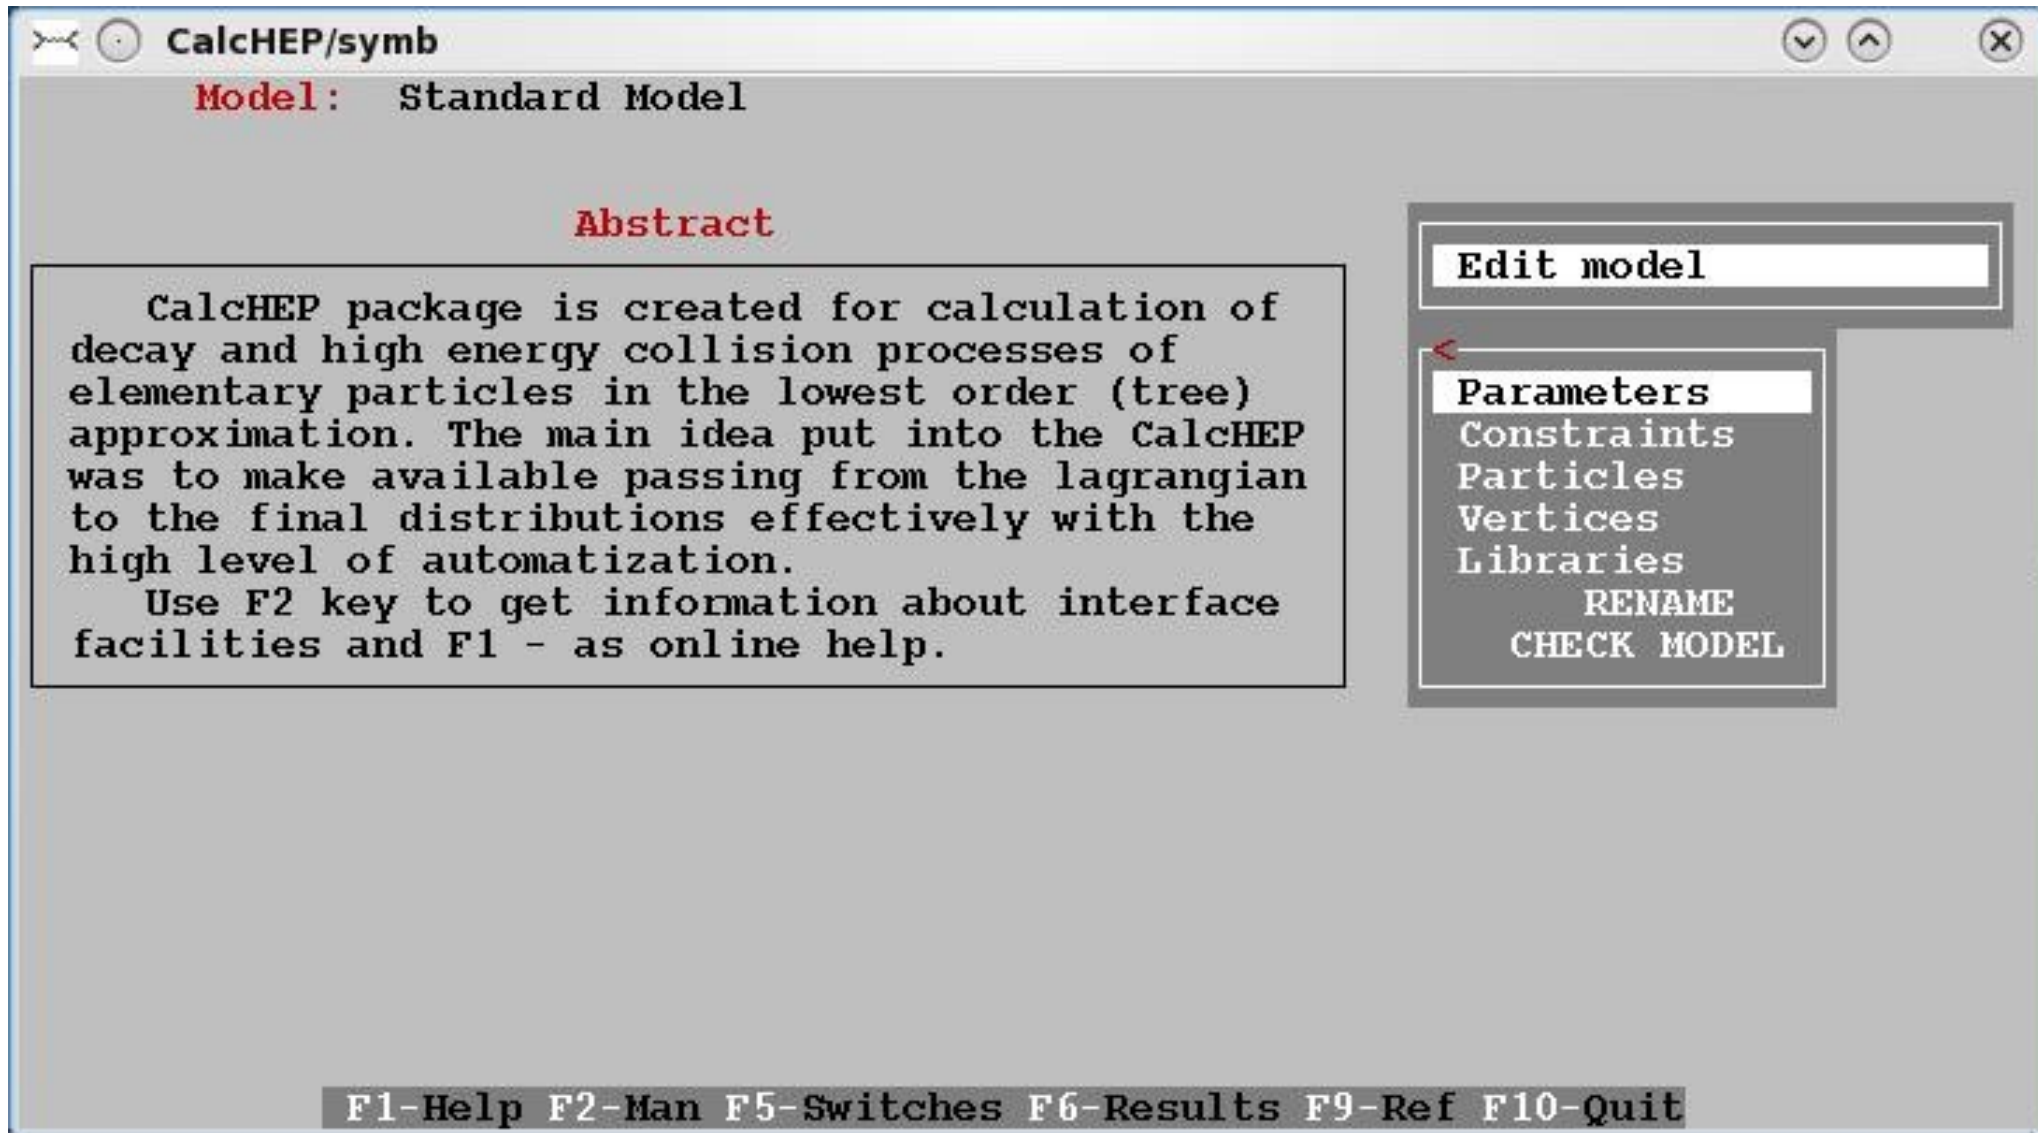 CalcHEP/symb
Model: Standard Model
Abstract
CalcHEP package is created for calculation of
decay and high energy collision processes of
elementary particles in the lowest order (tree)
approximation. The main idea put into the CalcHEP
was to make available passing from the lagrangian
to the final distributions effectively with the
high level of automatization.
Use F2 key to get information about interface
facilities and F1 - as online help.
Edit model
<
Parameters
Constraints
Particles
Vertices
Libraries
RENAME
CHECK MODEL
F1-Help F2-Man F5-Switches F6-Results F9-Ref F10-Quit